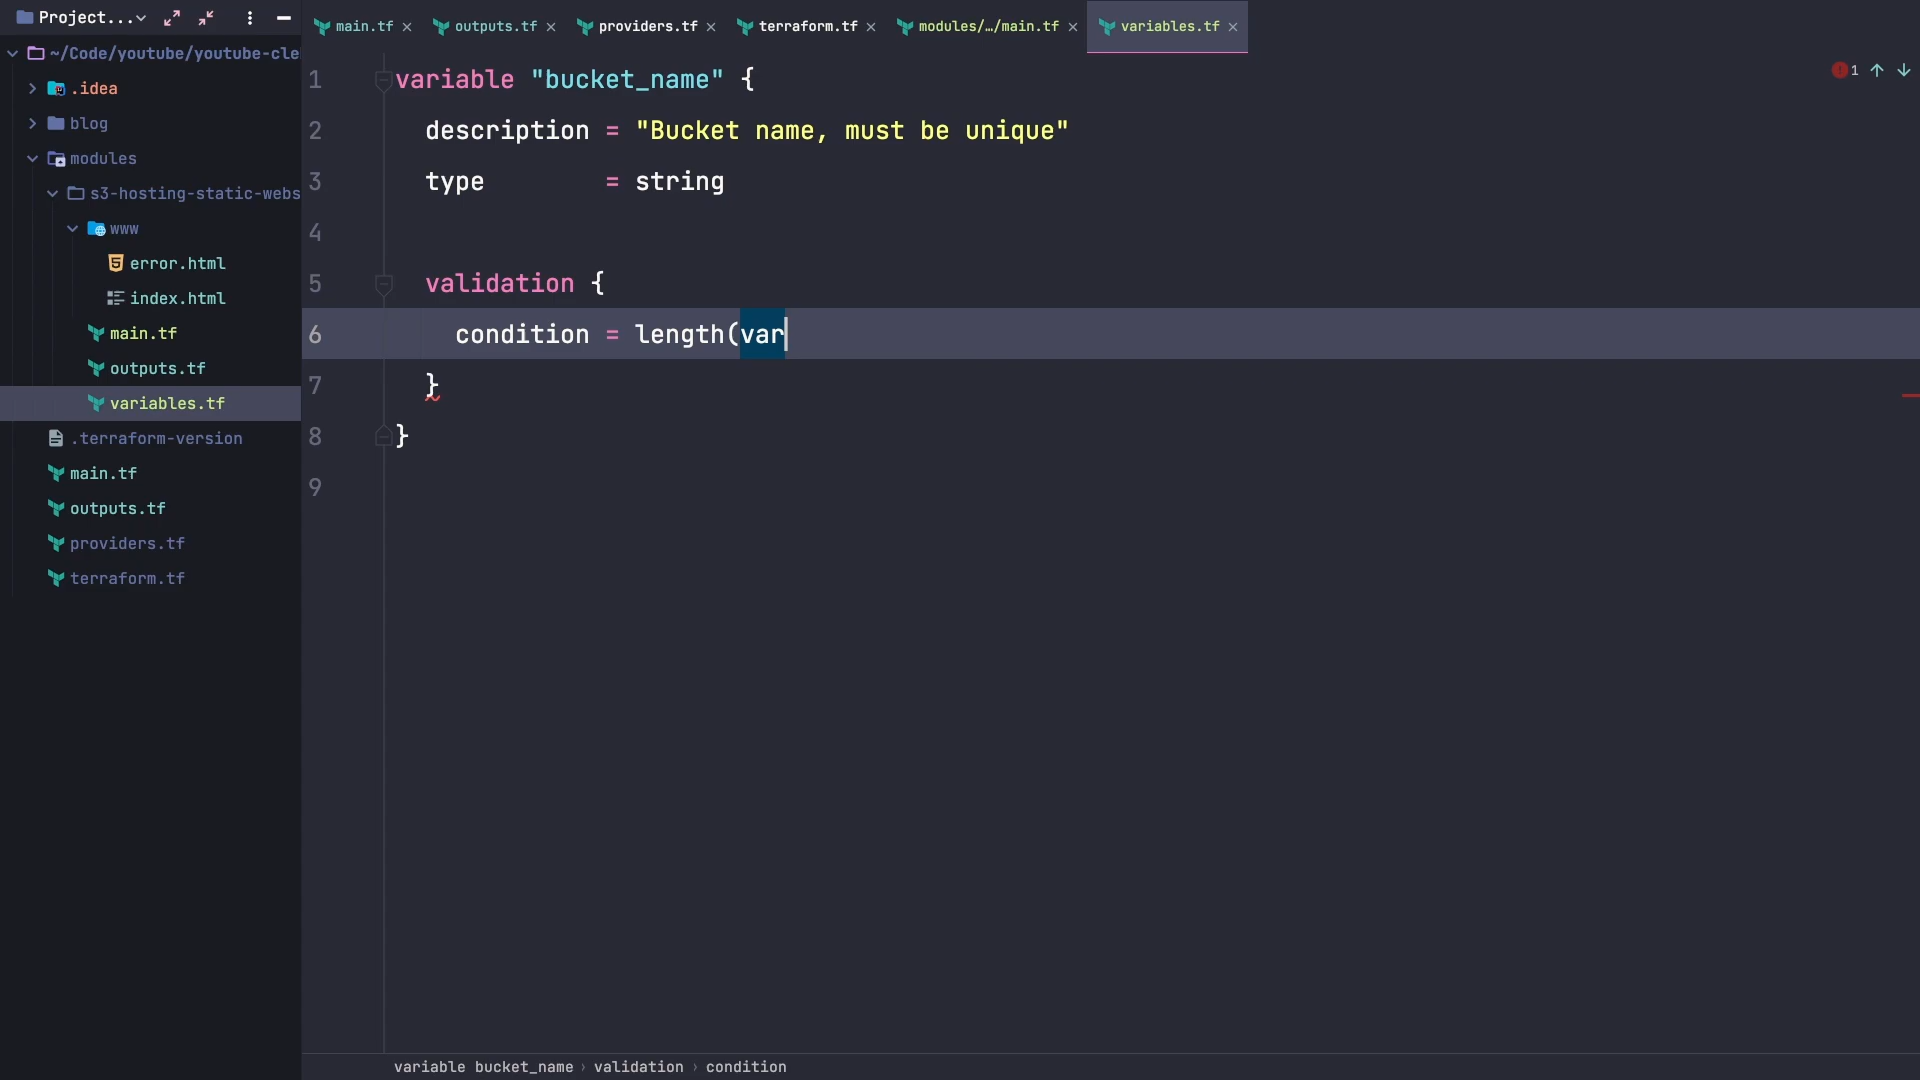 Project...
main.tf
outputs.tf
providers.tf
terraform.tf
modules/…/main.tf
variables.tf
~/Code/youtube/youtube-cle
.idea
blog
modules
s3-hosting-static-webs
www
error.html
index.html
main.tf
outputs.tf
variables.tf
.terraform-version
main.tf
outputs.tf
providers.tf
terraform.tf
1 variable "bucket_name" {
2 description = "Bucket name, must be unique"
3 type = string
4
5 validation {
6 condition = length(var
7 }
8 }
9
1
variable bucket_name › validation › condition